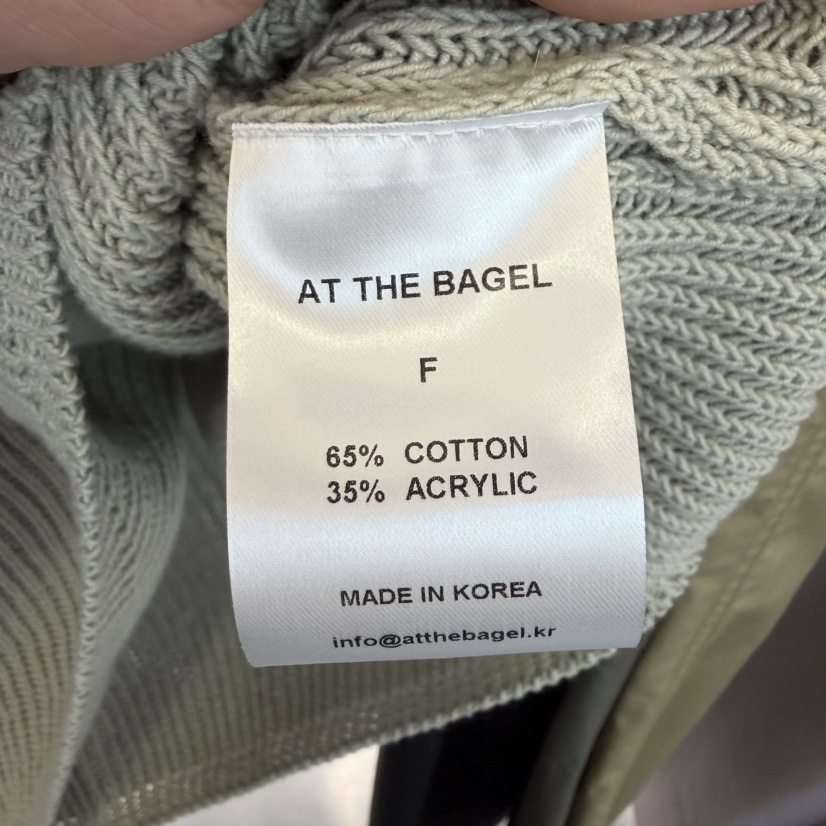 AT THE BAGEL
F
65% COTTON
35% ACRYLIC
MADE IN KOREA
info@atthebagel.kr